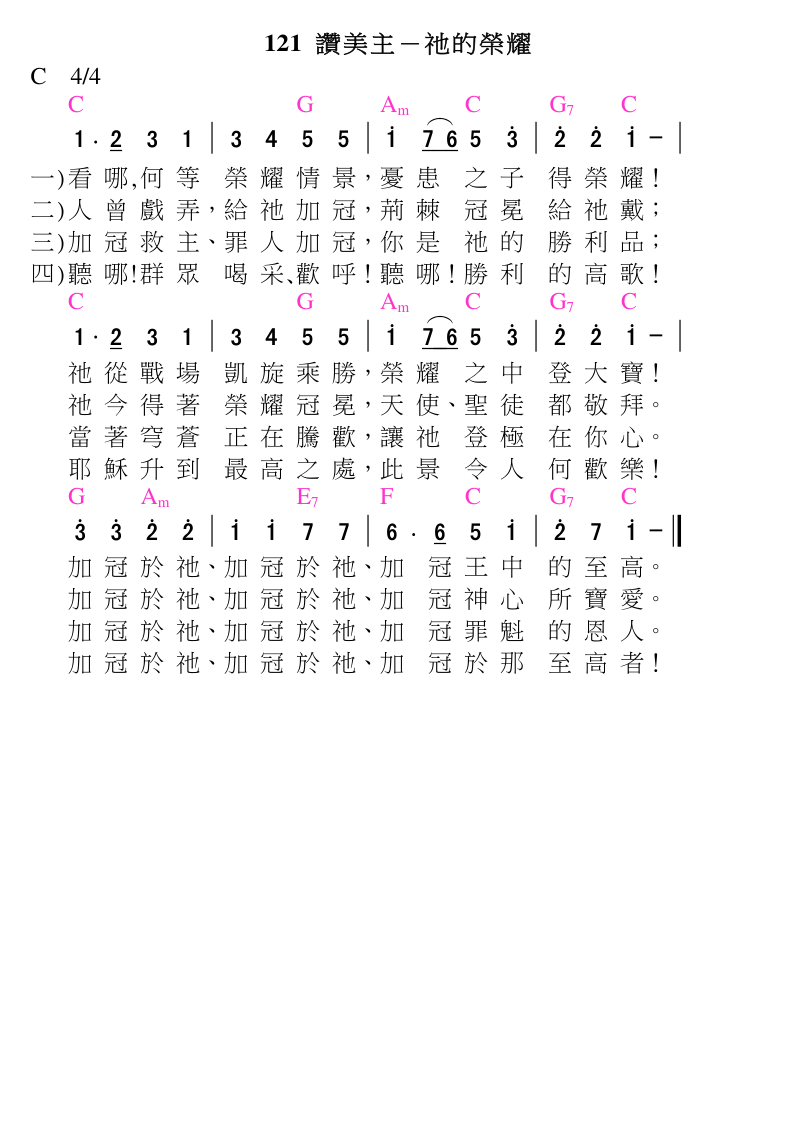 121 讚美主－祂的榮耀
C 4/4
C G Am C G7 C
1 · 2 3 1 | 3 4 5 5 | i 7 6 5 3̇ | 2̇ 2̇ i － |
一)看哪,何等榮耀情景，憂患之子得榮耀!
二)人曾戲弄，給祂加冠，荊棘冠冕給祂戴；
三)加冠救主、罪人加冠，你是祂的勝利品；
四)聽哪!群眾喝采、歡呼!聽哪!勝利的高歌!
C G Am C G7 C
1 · 2 3 1 | 3 4 5 5 | i 7 6 5 3̇ | 2̇ 2̇ i － |
祂從戰場凱旋乘勝，榮耀之中登大寶!
祂今得著榮耀冠冕，天使、聖徒都敬拜。
當著穹蒼正在騰歡，讓祂登極在你心。
耶穌升到最高之處，此景令人何歡樂!
G Am E7 F C G7 C
3̇ 3̇ 2̇ 2̇ | i i 7 7 | 6 · 6 5 i | 2̇ 7 i － ||
加冠於祂、加冠於祂、加冠王中的至高。
加冠於祂、加冠於祂、加冠神心所寶愛。
加冠於祂、加冠於祂、加冠罪魁的恩人。
加冠於祂、加冠於祂、加冠於那至高者!